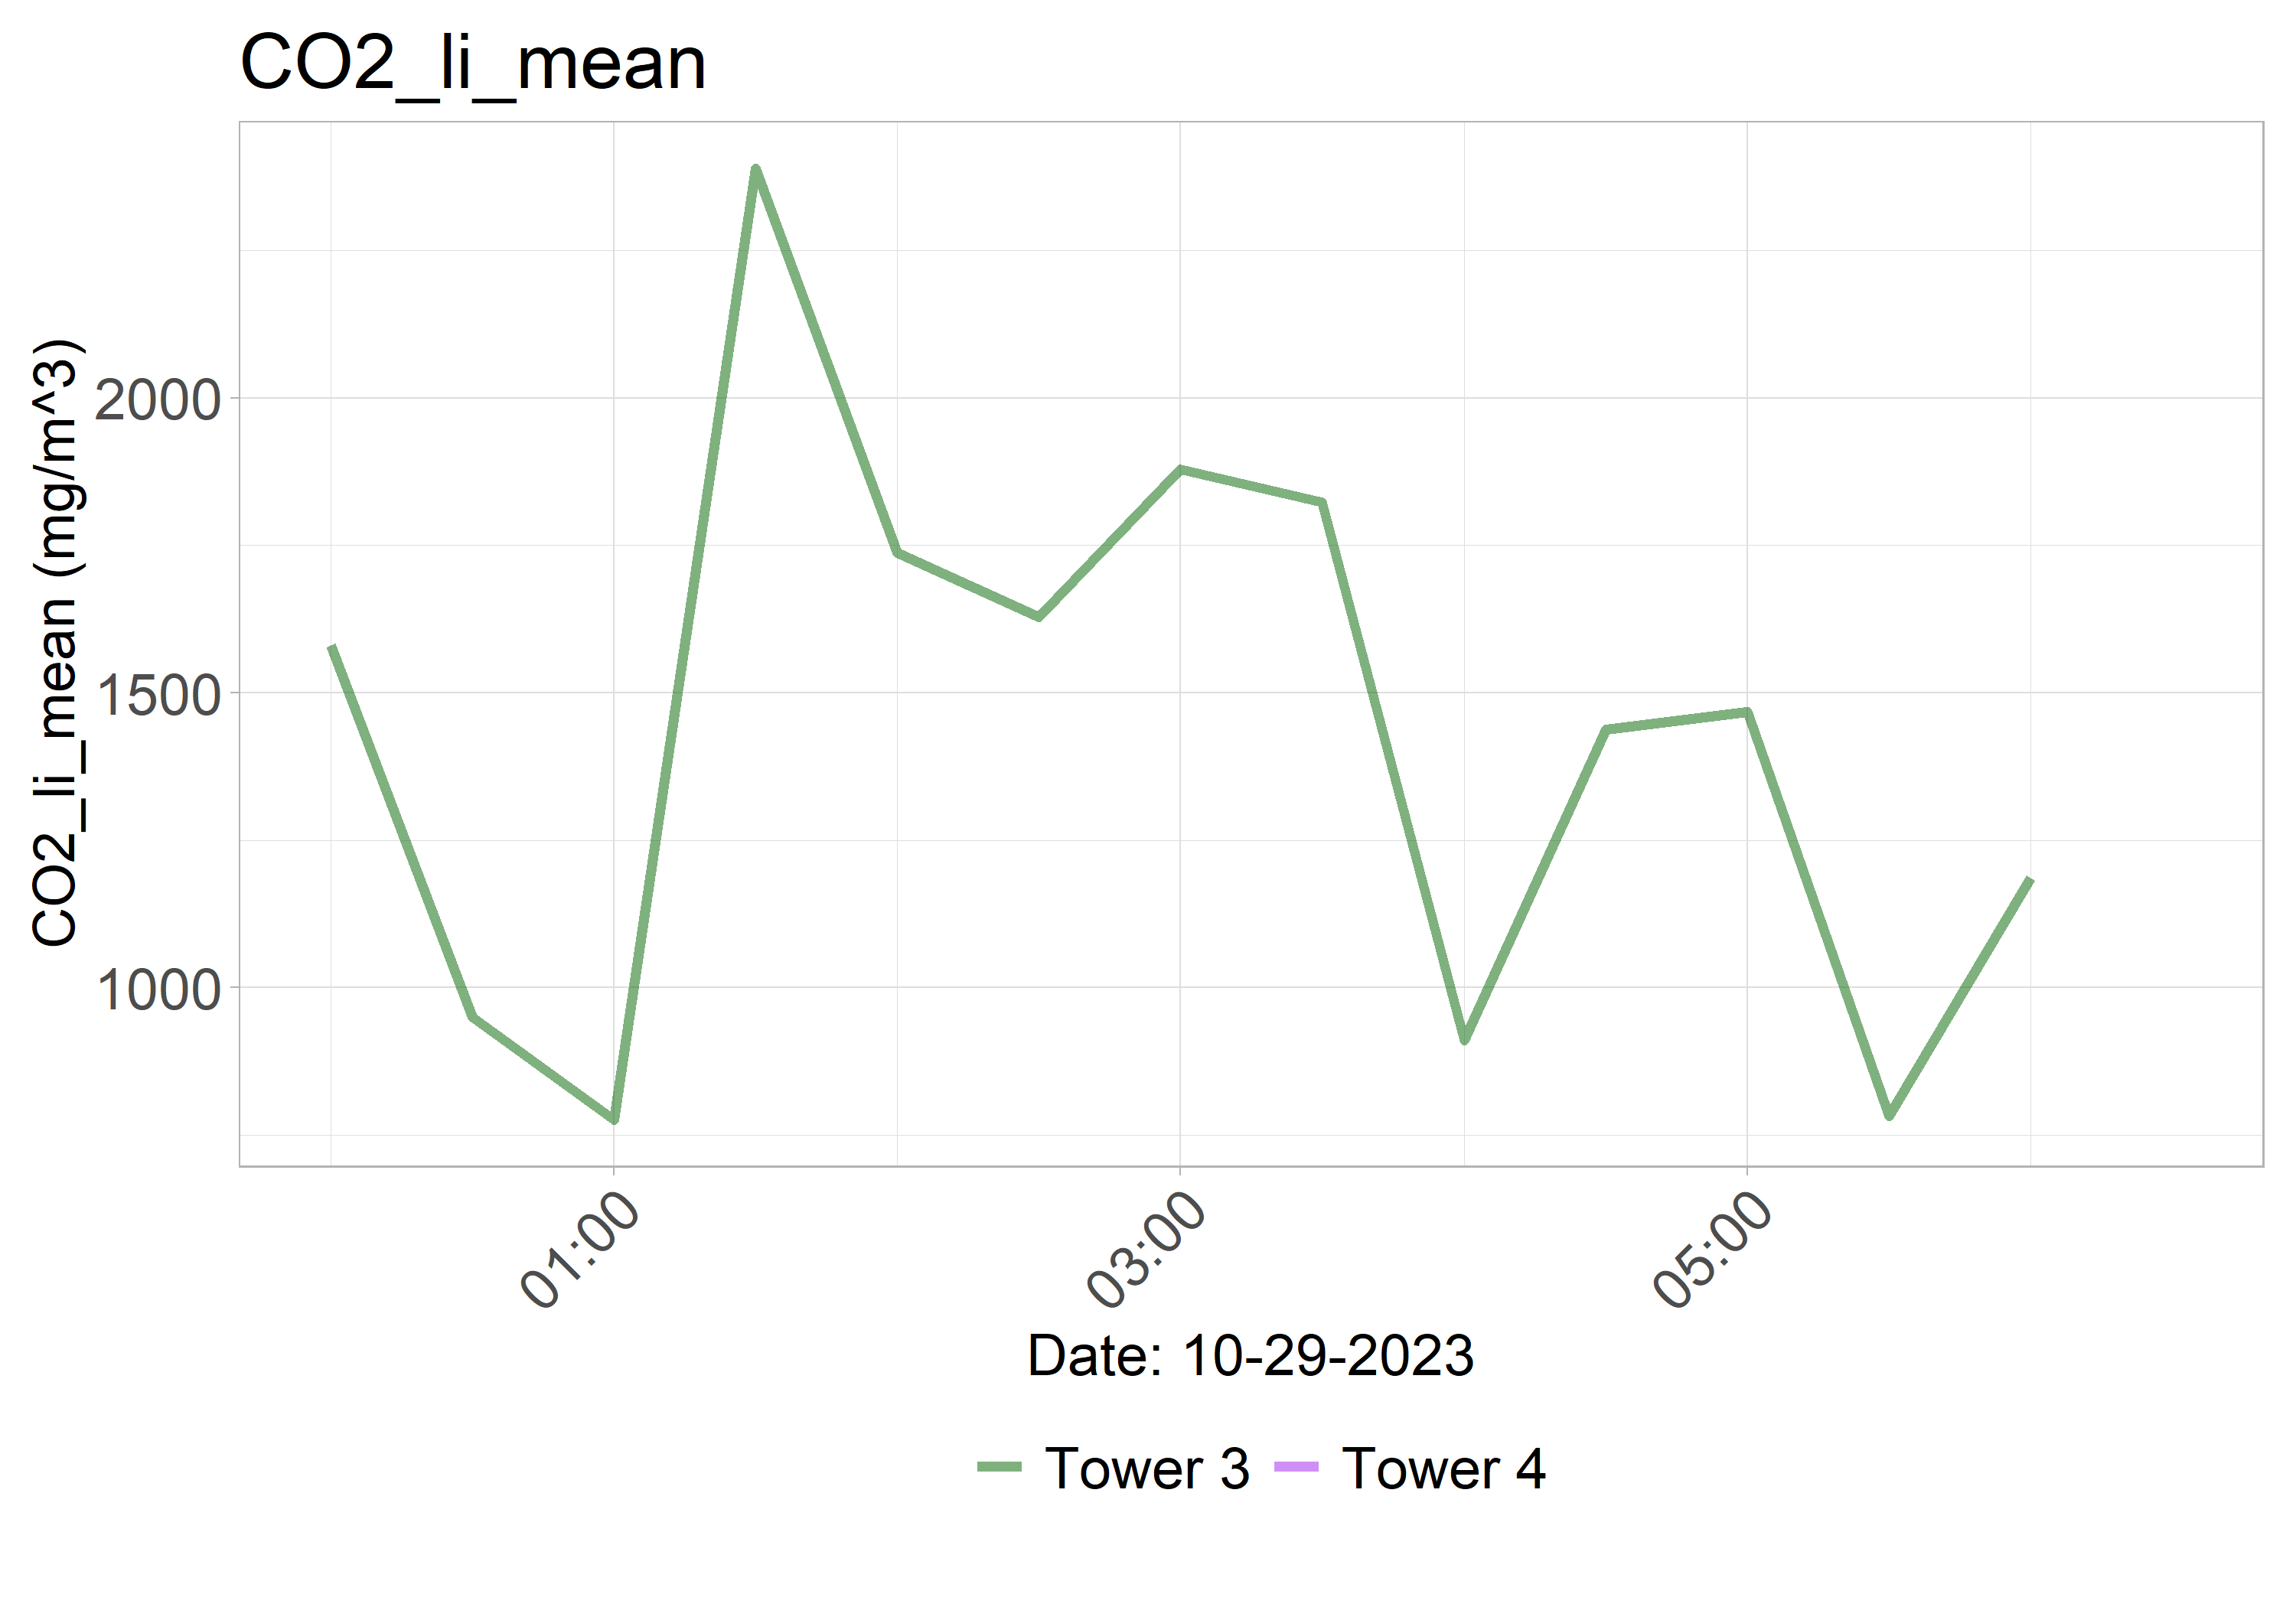 CO2_li_mean
CO2_li_mean (mg/m^3)
2000
1500
1000
01:00
03:00
05:00
Date: 10-29-2023
Tower 3
Tower 4